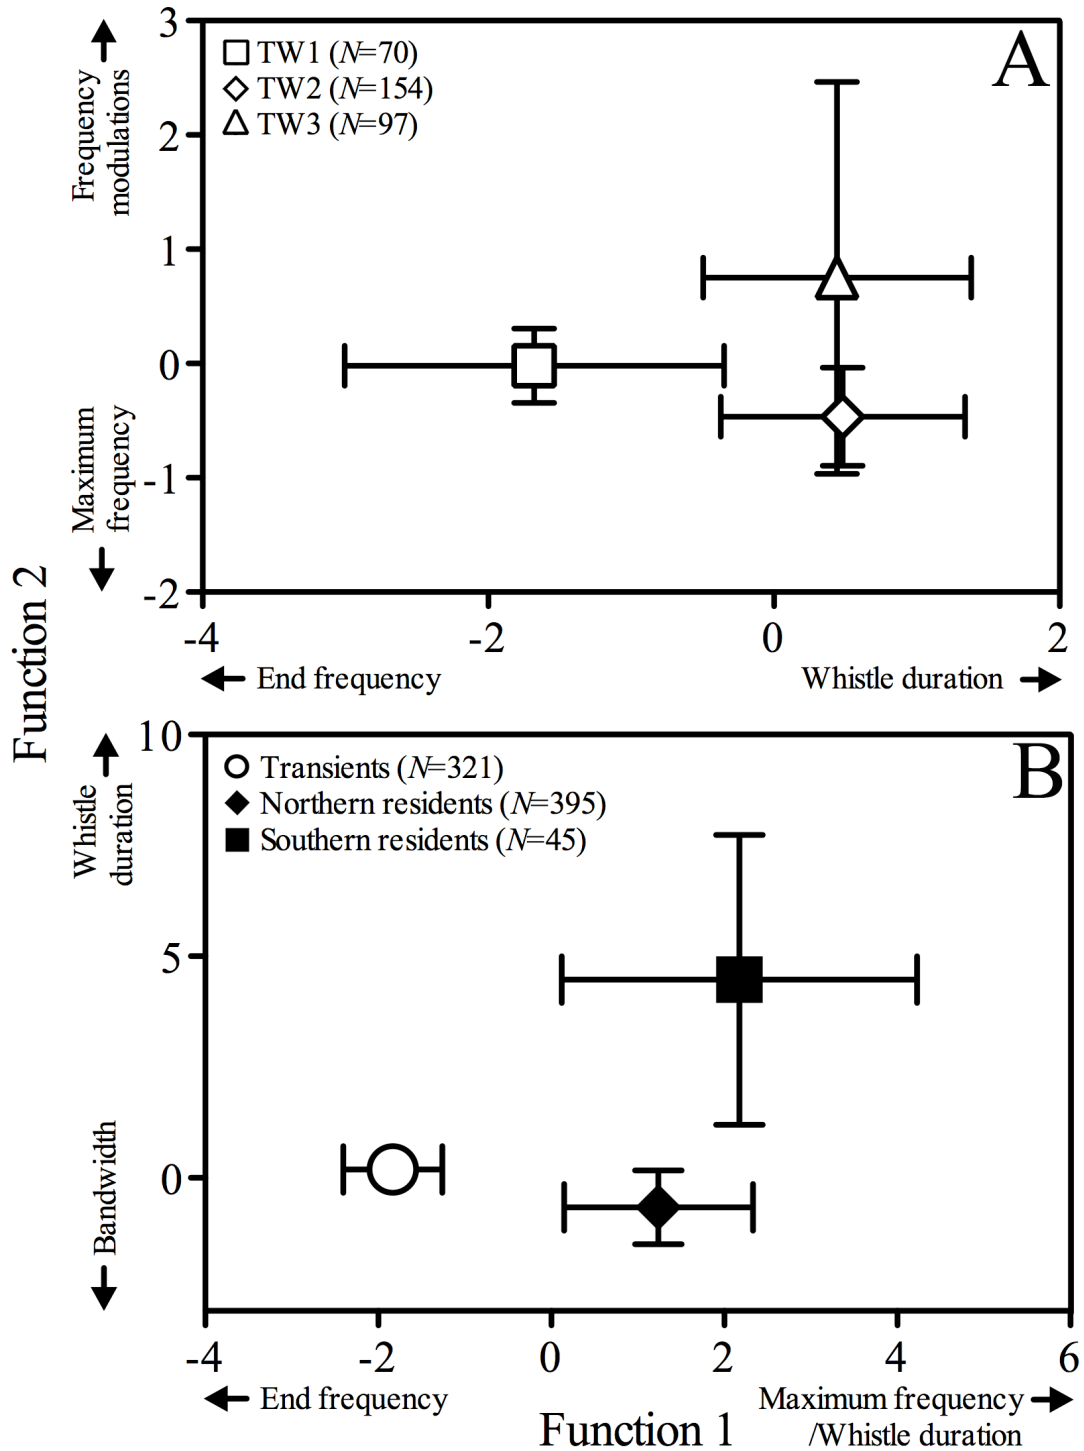 Function 2
Frequency
modulations
Maximum
frequency
3
2
1
0
-1
-2
TW1 (N=70)
TW2 (N=154)
TW3 (N=97)
A
-4
-2
0
2
End frequency
Whistle duration
Whistle
duration
Bandwidth
10
5
0
Transients (N=321)
Northern residents (N=395)
Southern residents (N=45)
B
-4
-2
0
2
4
6
End frequency
Maximum frequency
/Whistle duration
Function 1